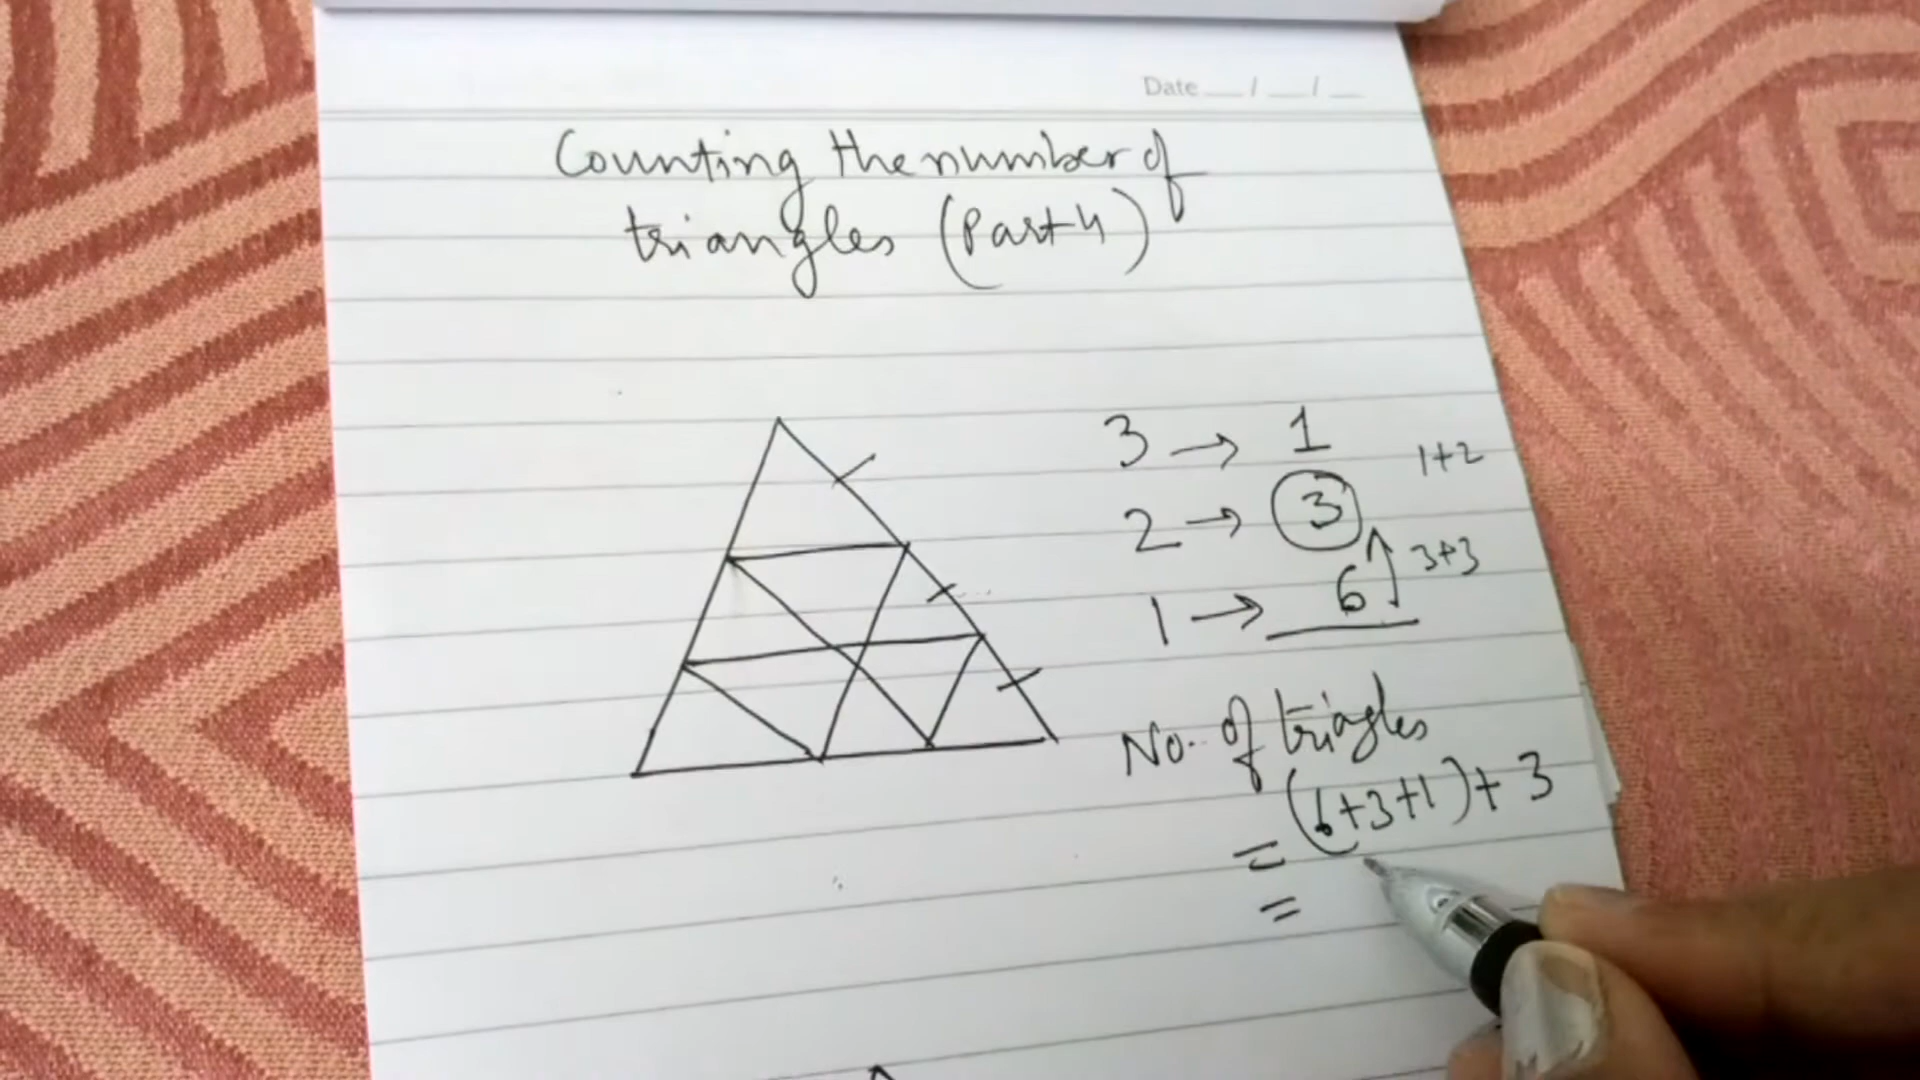 Date __/__/__
Counting the number of
triangles (Part 4)
3 → 1
1+2
2 → 3
3+3
1 → 6
No. of triagles
= (6+3+1)+3
=